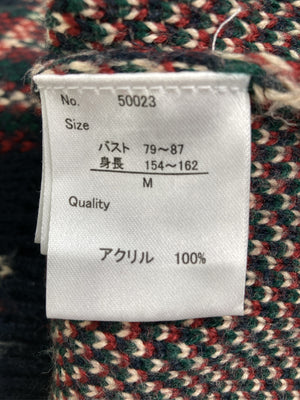 No. 50023
Size
バスト 79～87
身長 154～162
M
Quality
アクリル 100%